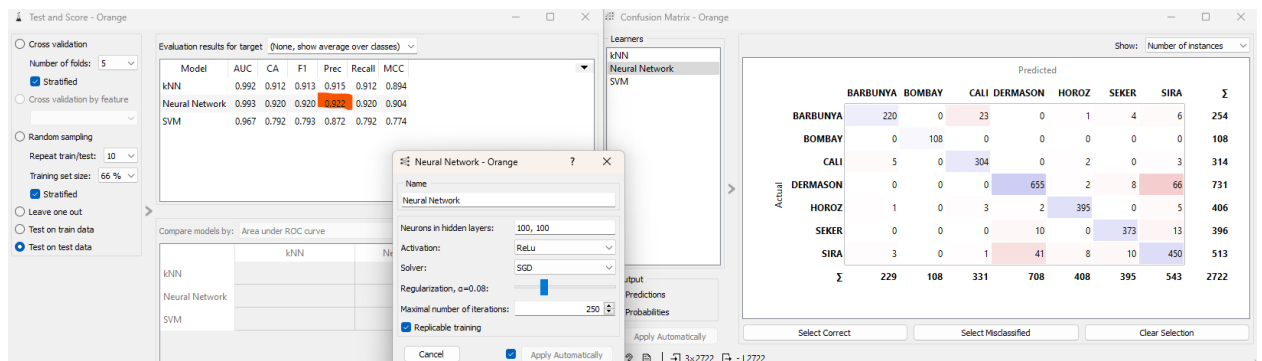 Test and Score - Orange
Cross validation
Number of folds: 5
Stratified
Cross validation by feature
Random sampling
Repeat train/test: 10
Training set size: 66 %
Stratified
Leave one out
Test on train data
Test on test data
Evaluation results for target (None, show average over classes)
Model AUC CA F1 Prec Recall MCC
kNN 0.992 0.912 0.913 0.915 0.912 0.894
Neural Network 0.993 0.920 0.920 0.922 0.920 0.904
SVM 0.967 0.792 0.793 0.872 0.792 0.774
Compare models by: Area under ROC curve
kNN Ne
kNN
Neural Network
SVM
Neural Network - Orange ?
Name
Neural Network
Neurons in hidden layers: 100, 100
Activation: ReLu
Solver: SGD
Regularization, α=0.08:
Maximal number of iterations: 250
Replicable training
Cancel Apply Automatically
Confusion Matrix - Orange
Learners
kNN
Neural Network
SVM
utput
Predictions
Probabilities
Apply Automatically
Show: Number of instances
Predicted
BARBUNYA BOMBAY CALI DERMASON HOROZ SEKER SIRA Σ
Actual
BARBUNYA 220 0 23 0 1 4 6 254
BOMBAY 0 108 0 0 0 0 0 108
CALI 5 0 304 0 2 0 3 314
DERMASON 0 0 0 655 2 8 66 731
HOROZ 1 0 3 2 395 0 5 406
SEKER 0 0 0 10 0 373 13 396
SIRA 3 0 1 41 8 10 450 513
Σ 229 108 331 708 408 395 543 2722
Select Correct Select Misclassified Clear Selection
3×2722 - | 2722